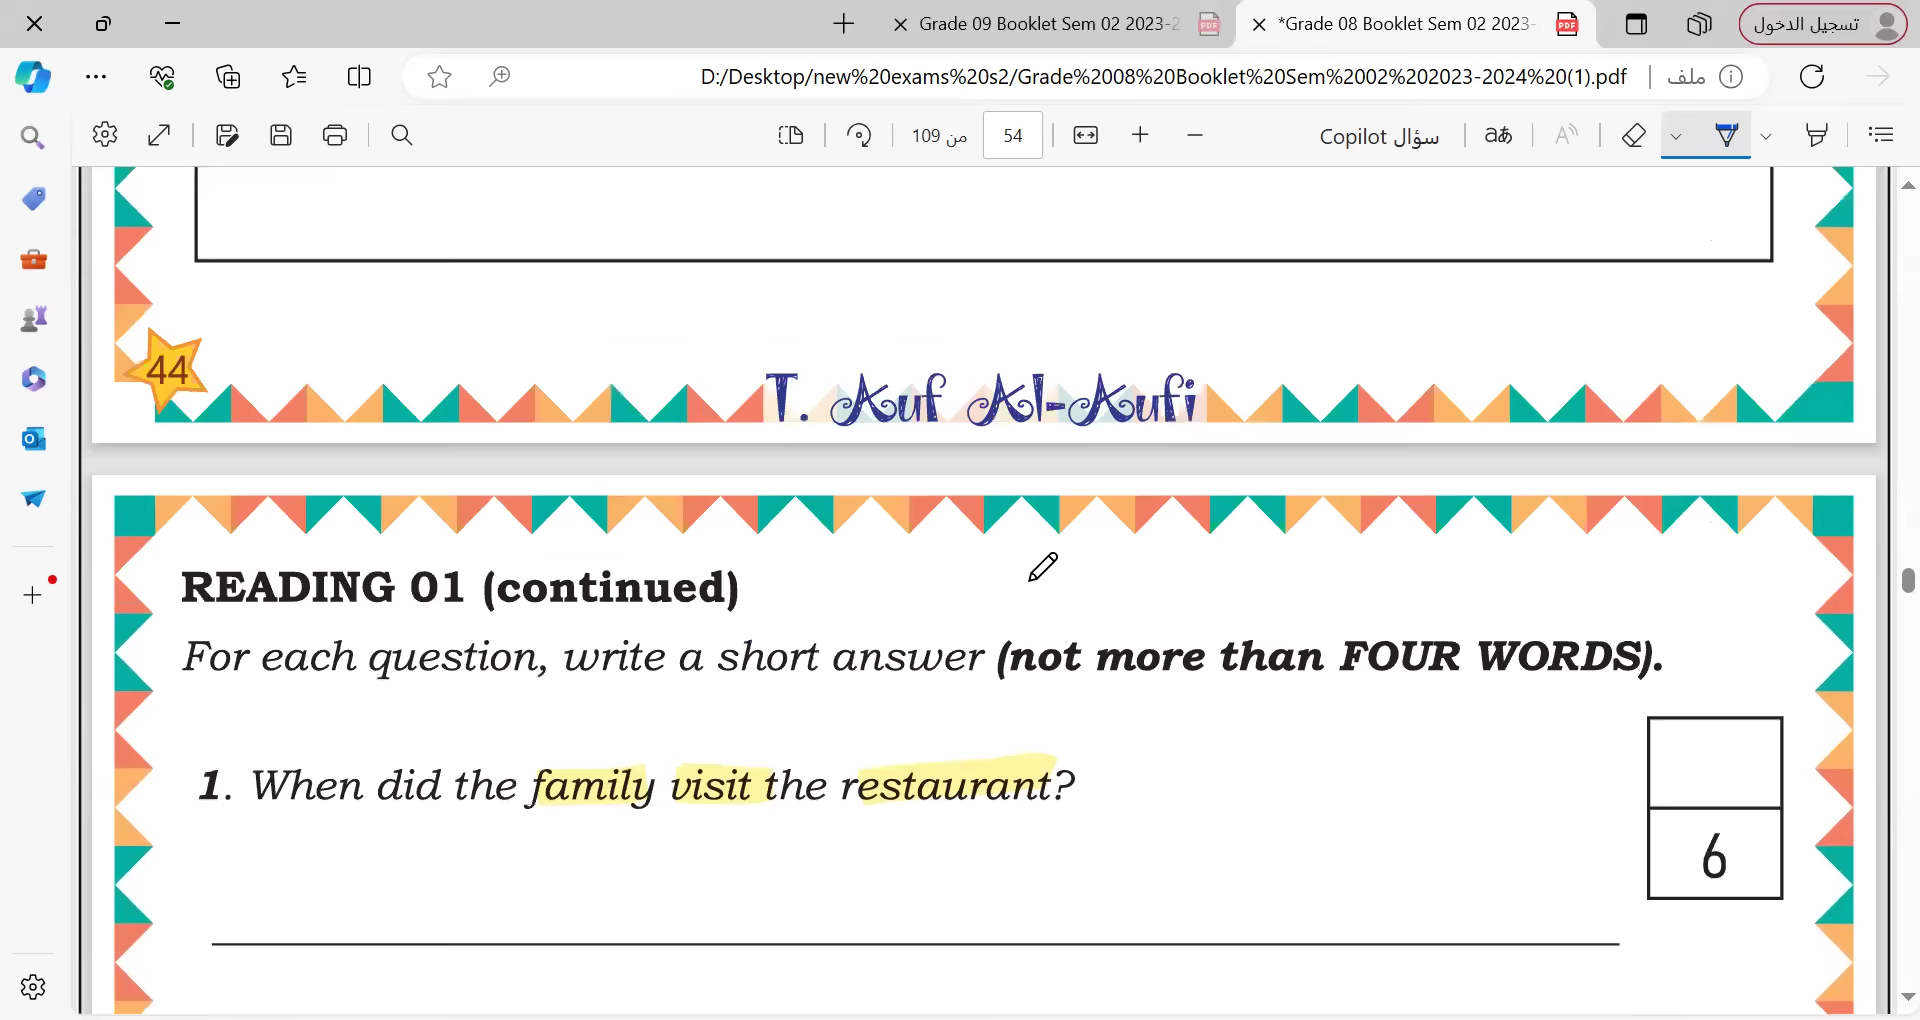 Grade 09 Booklet Sem 02 2023-2
*Grade 08 Booklet Sem 02 2023-
PDF
تسجيل الدخول
D:/Desktop/new%20exams%20s2/Grade%2008%20Booklet%20Sem%2002%202023-2024%20(1).pdf
ملف
109 من
54
سؤال Copilot
aあ
44
T. Auf Al-Aufi
READING 01 (continued)
For each question, write a short answer (not more than FOUR WORDS).
1. When did the family visit the restaurant?
6